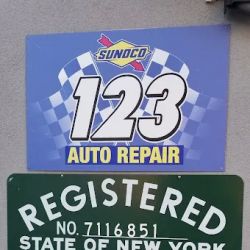 SUNOCO
123
AUTO REPAIR
REGISTERED
NO. 7116851
STATE OF NEW YORK